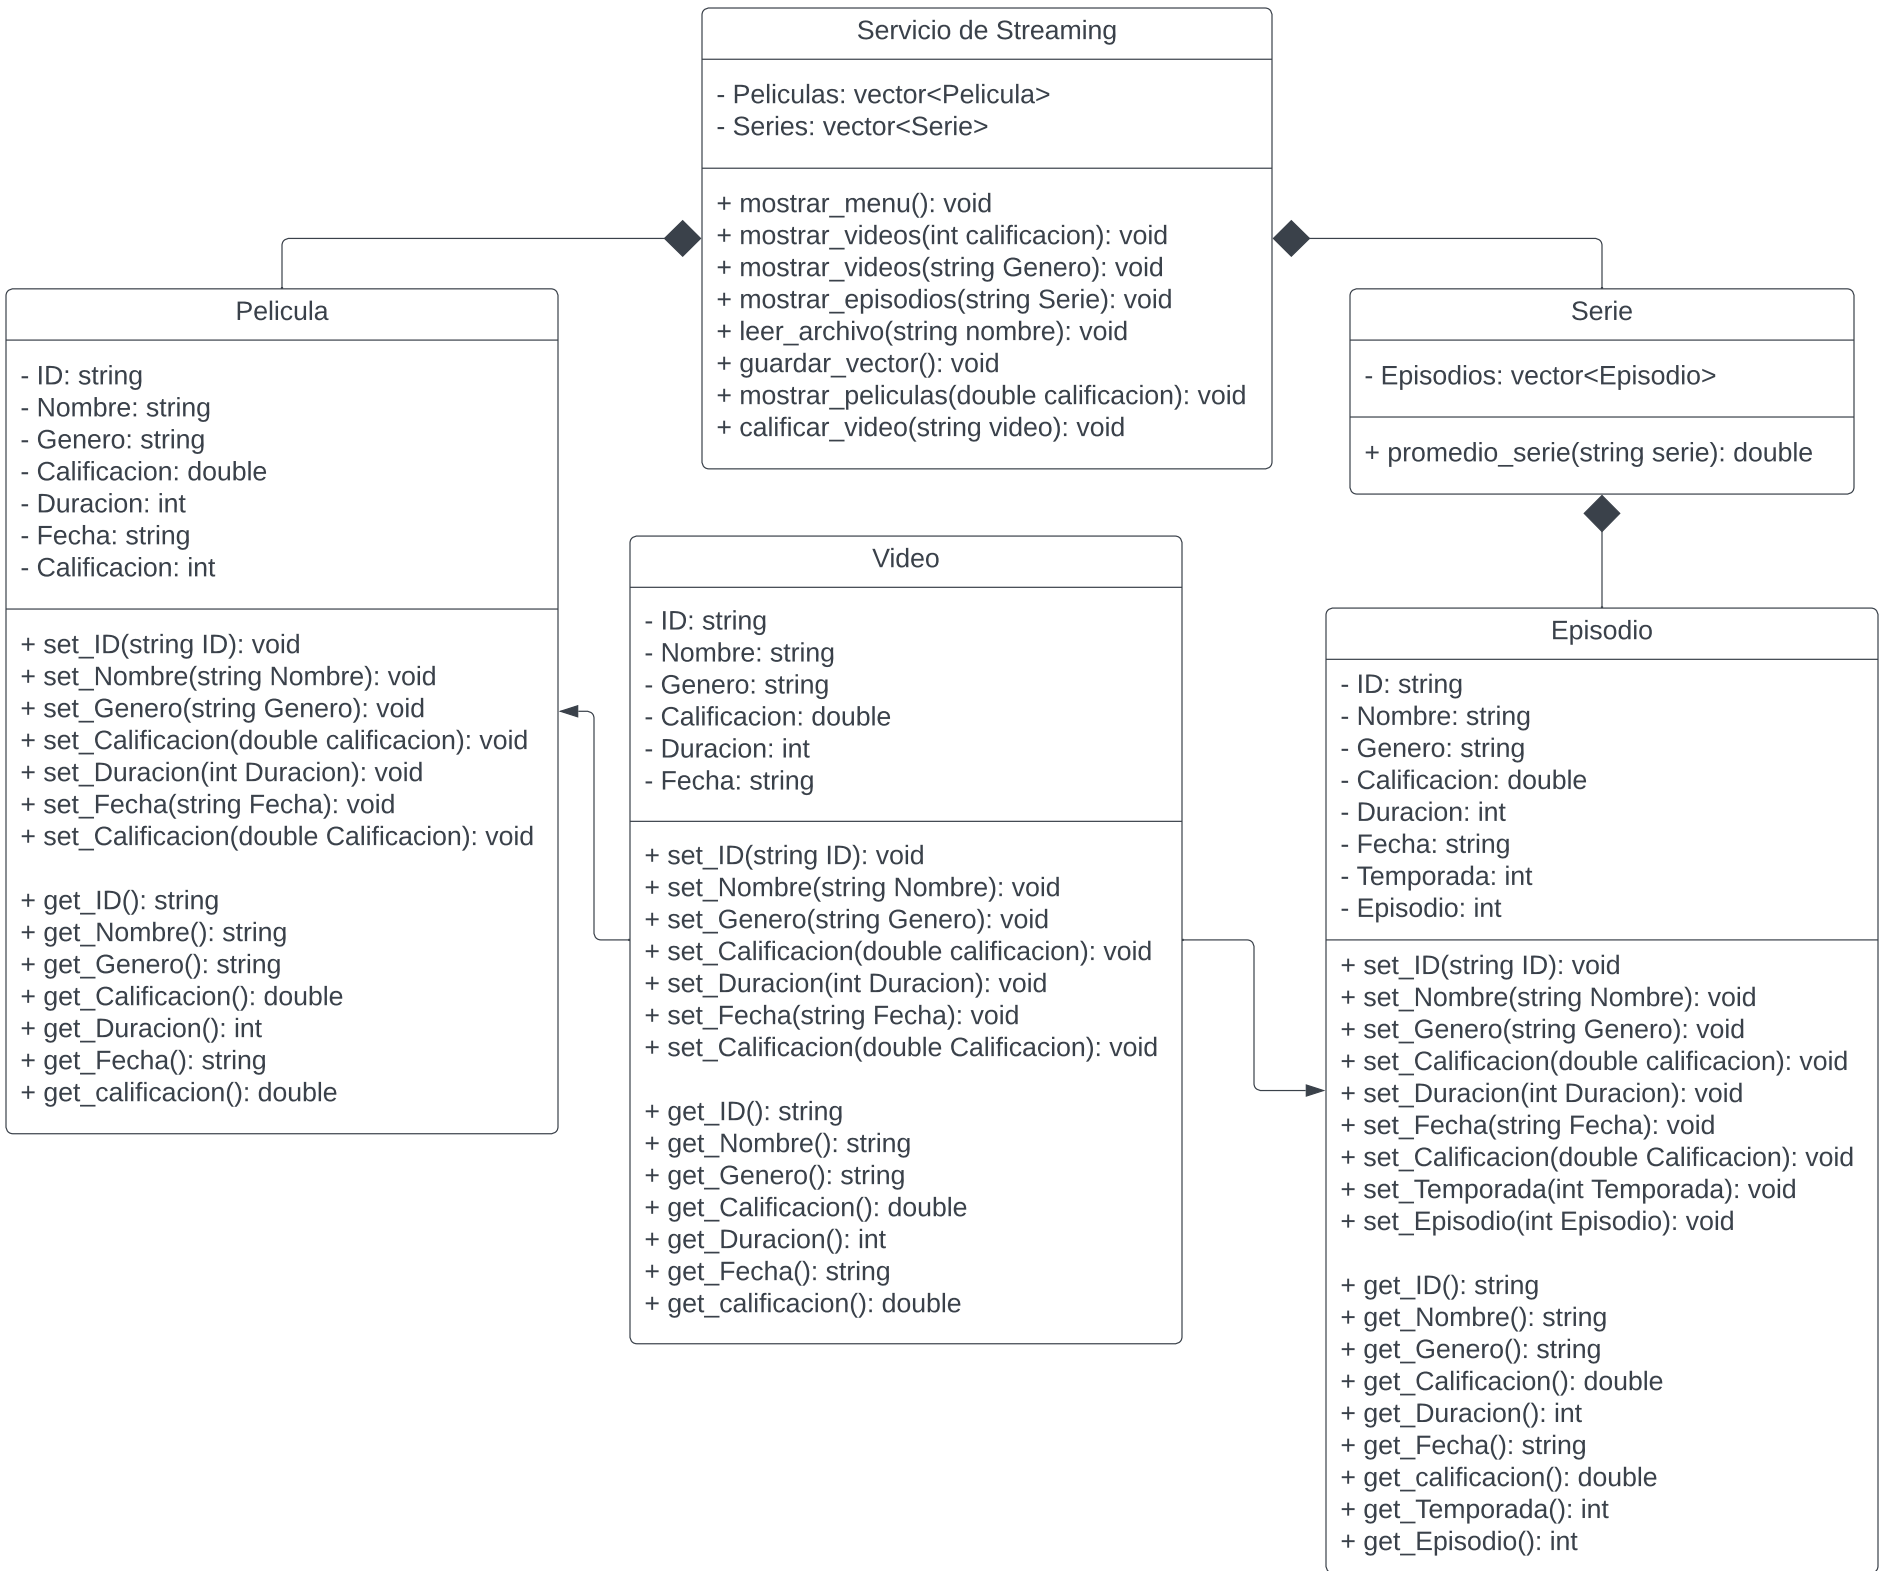 Servicio de Streaming
- Peliculas: vector<Pelicula>
- Series: vector<Serie>
+ mostrar_menu(): void
+ mostrar_videos(int calificacion): void
+ mostrar_videos(string Genero): void
+ mostrar_episodios(string Serie): void
+ leer_archivo(string nombre): void
+ guardar_vector(): void
+ mostrar_peliculas(double calificacion): void
+ calificar_video(string video): void
Pelicula
- ID: string
- Nombre: string
- Genero: string
- Calificacion: double
- Duracion: int
- Fecha: string
- Calificacion: int
+ set_ID(string ID): void
+ set_Nombre(string Nombre): void
+ set_Genero(string Genero): void
+ set_Calificacion(double calificacion): void
+ set_Duracion(int Duracion): void
+ set_Fecha(string Fecha): void
+ set_Calificacion(double Calificacion): void
+ get_ID(): string
+ get_Nombre(): string
+ get_Genero(): string
+ get_Calificacion(): double
+ get_Duracion(): int
+ get_Fecha(): string
+ get_calificacion(): double
Video
- ID: string
- Nombre: string
- Genero: string
- Calificacion: double
- Duracion: int
- Fecha: string
+ set_ID(string ID): void
+ set_Nombre(string Nombre): void
+ set_Genero(string Genero): void
+ set_Calificacion(double calificacion): void
+ set_Duracion(int Duracion): void
+ set_Fecha(string Fecha): void
+ set_Calificacion(double Calificacion): void
+ get_ID(): string
+ get_Nombre(): string
+ get_Genero(): string
+ get_Calificacion(): double
+ get_Duracion(): int
+ get_Fecha(): string
+ get_calificacion(): double
Serie
- Episodios: vector<Episodio>
+ promedio_serie(string serie): double
Episodio
- ID: string
- Nombre: string
- Genero: string
- Calificacion: double
- Duracion: int
- Fecha: string
- Temporada: int
- Episodio: int
+ set_ID(string ID): void
+ set_Nombre(string Nombre): void
+ set_Genero(string Genero): void
+ set_Calificacion(double calificacion): void
+ set_Duracion(int Duracion): void
+ set_Fecha(string Fecha): void
+ set_Calificacion(double Calificacion): void
+ set_Temporada(int Temporada): void
+ set_Episodio(int Episodio): void
+ get_ID(): string
+ get_Nombre(): string
+ get_Genero(): string
+ get_Calificacion(): double
+ get_Duracion(): int
+ get_Fecha(): string
+ get_calificacion(): double
+ get_Temporada(): int
+ get_Episodio(): int